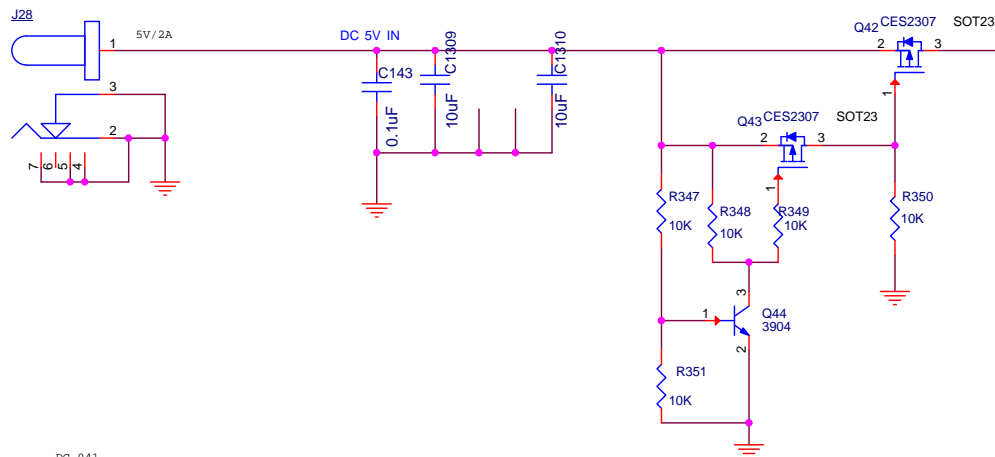 J28
1
5V/2A
DC 5V IN
3
2
7
6
5
4
C143
0.1uF
C1309
10uF
C1310
10uF
Q42
CES2307
SOT23
2
3
1
Q43
CES2307
SOT23
2
3
1
R347
10K
R348
10K
R349
10K
R350
10K
3
1
Q44
3904
2
R351
10K